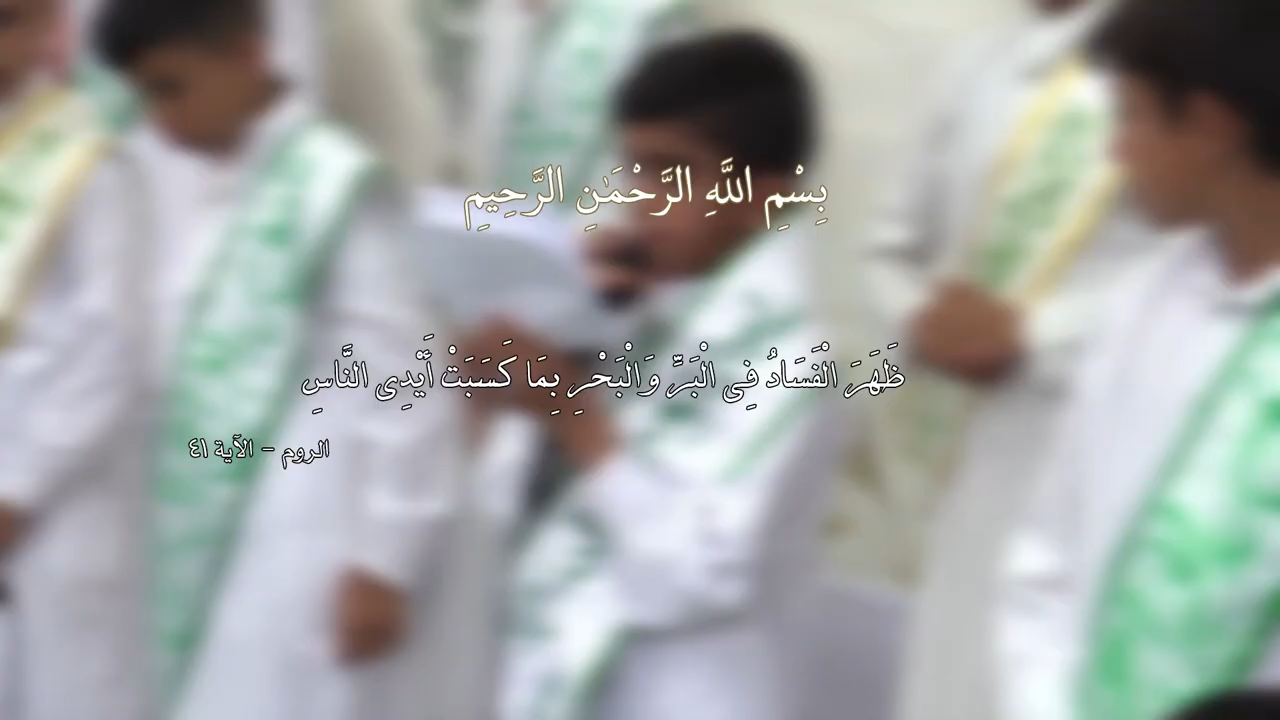 بِسْمِ اللَّهِ الرَّحْمَٰنِ الرَّحِيمِ
ظَهَرَ الْفَسَادُ فِى الْبَرِّ وَالْبَحْرِ بِمَا كَسَبَتْ أَيْدِى النَّاسِ
الروم - الآية ٤١